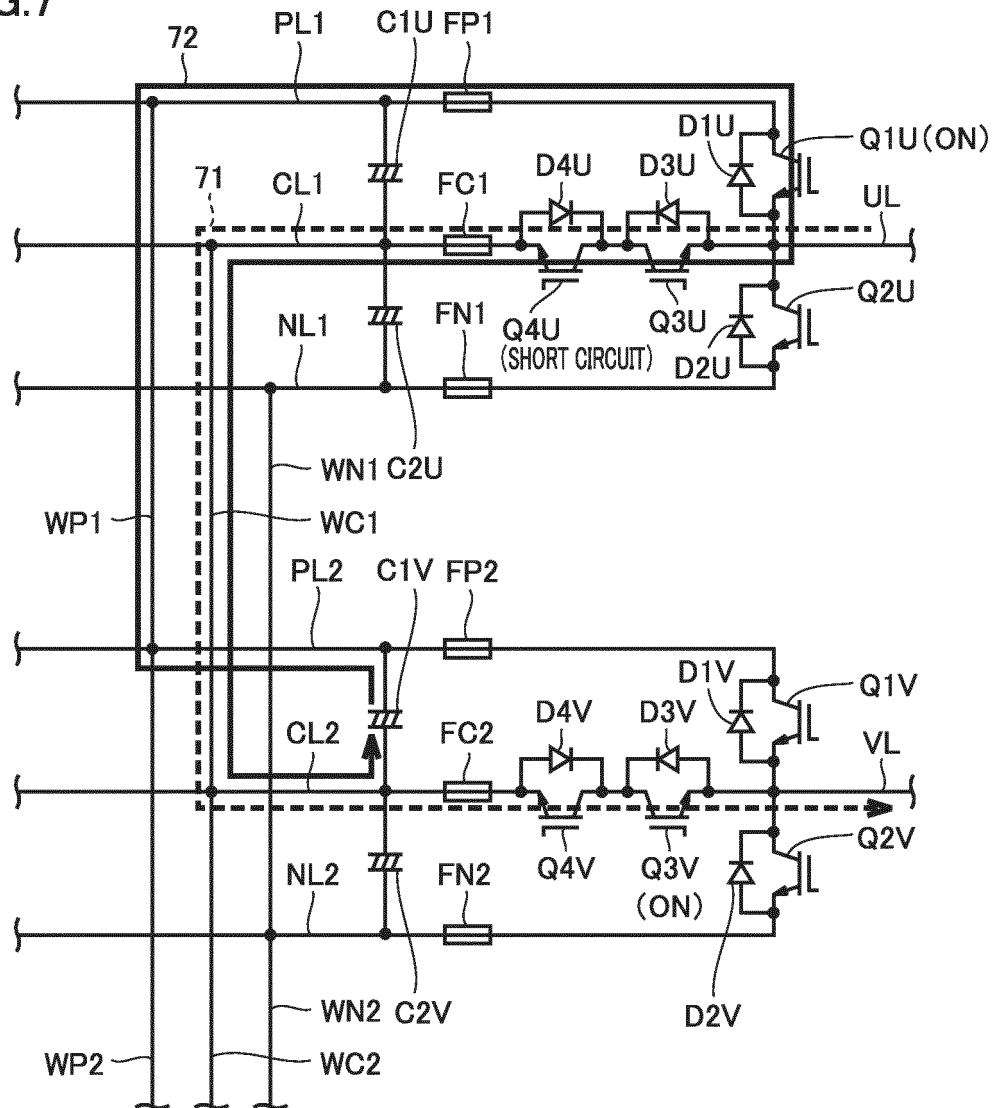 G.7
72
PL1
C1U
FP1
D1U
Q1U(ON)
71
CL1
FC1
D4U
D3U
UL
NL1
FN1
Q4U
(SHORT CIRCUIT)
Q3U
D2U
Q2U
WN1
C2U
WP1
WC1
PL2
C1V
FP2
D1V
Q1V
CL2
FC2
D4V
D3V
VL
NL2
FN2
Q4V
Q3V
(ON)
Q2V
WN2
C2V
D2V
WP2
WC2